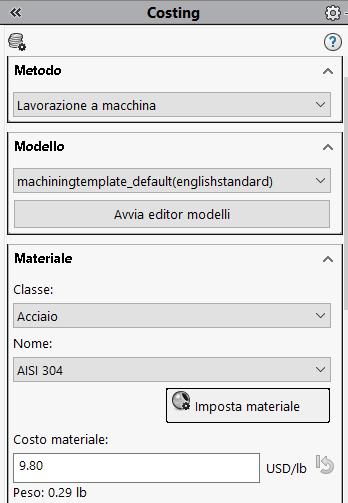 Costing
Metodo
Lavorazione a macchina
Modello
machiningtemplate_default(englishstandard)
Avvia editor modelli
Materiale
Classe:
Acciaio
Nome:
AISI 304
Imposta materiale
Costo materiale:
9.80 USD/lb
Peso: 0.29 lb